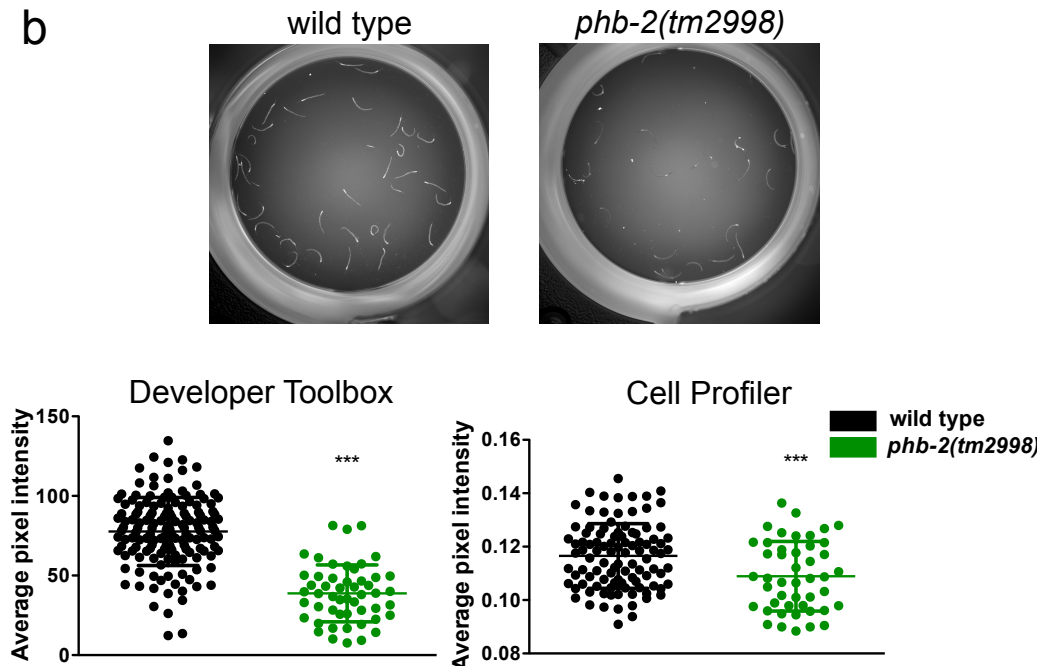 b
wild type
phb-2(tm2998)
Developer Toolbox
Average pixel intensity
150
100
50
0
***
Cell Profiler
Average pixel intensity
0.16
0.14
0.12
0.10
0.08
***
wild type
phb-2(tm2998)